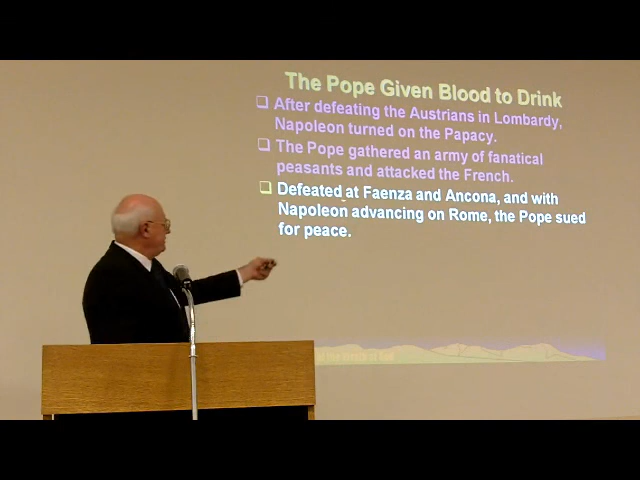 The Pope Given Blood to Drink
After defeating the Austrians in Lombardy,
Napoleon turned on the Papacy.
The Pope gathered an army of fanatical
peasants and attacked the French.
Defeated at Faenza and Ancona, and with
Napoleon advancing on Rome, the Pope sued
for peace.